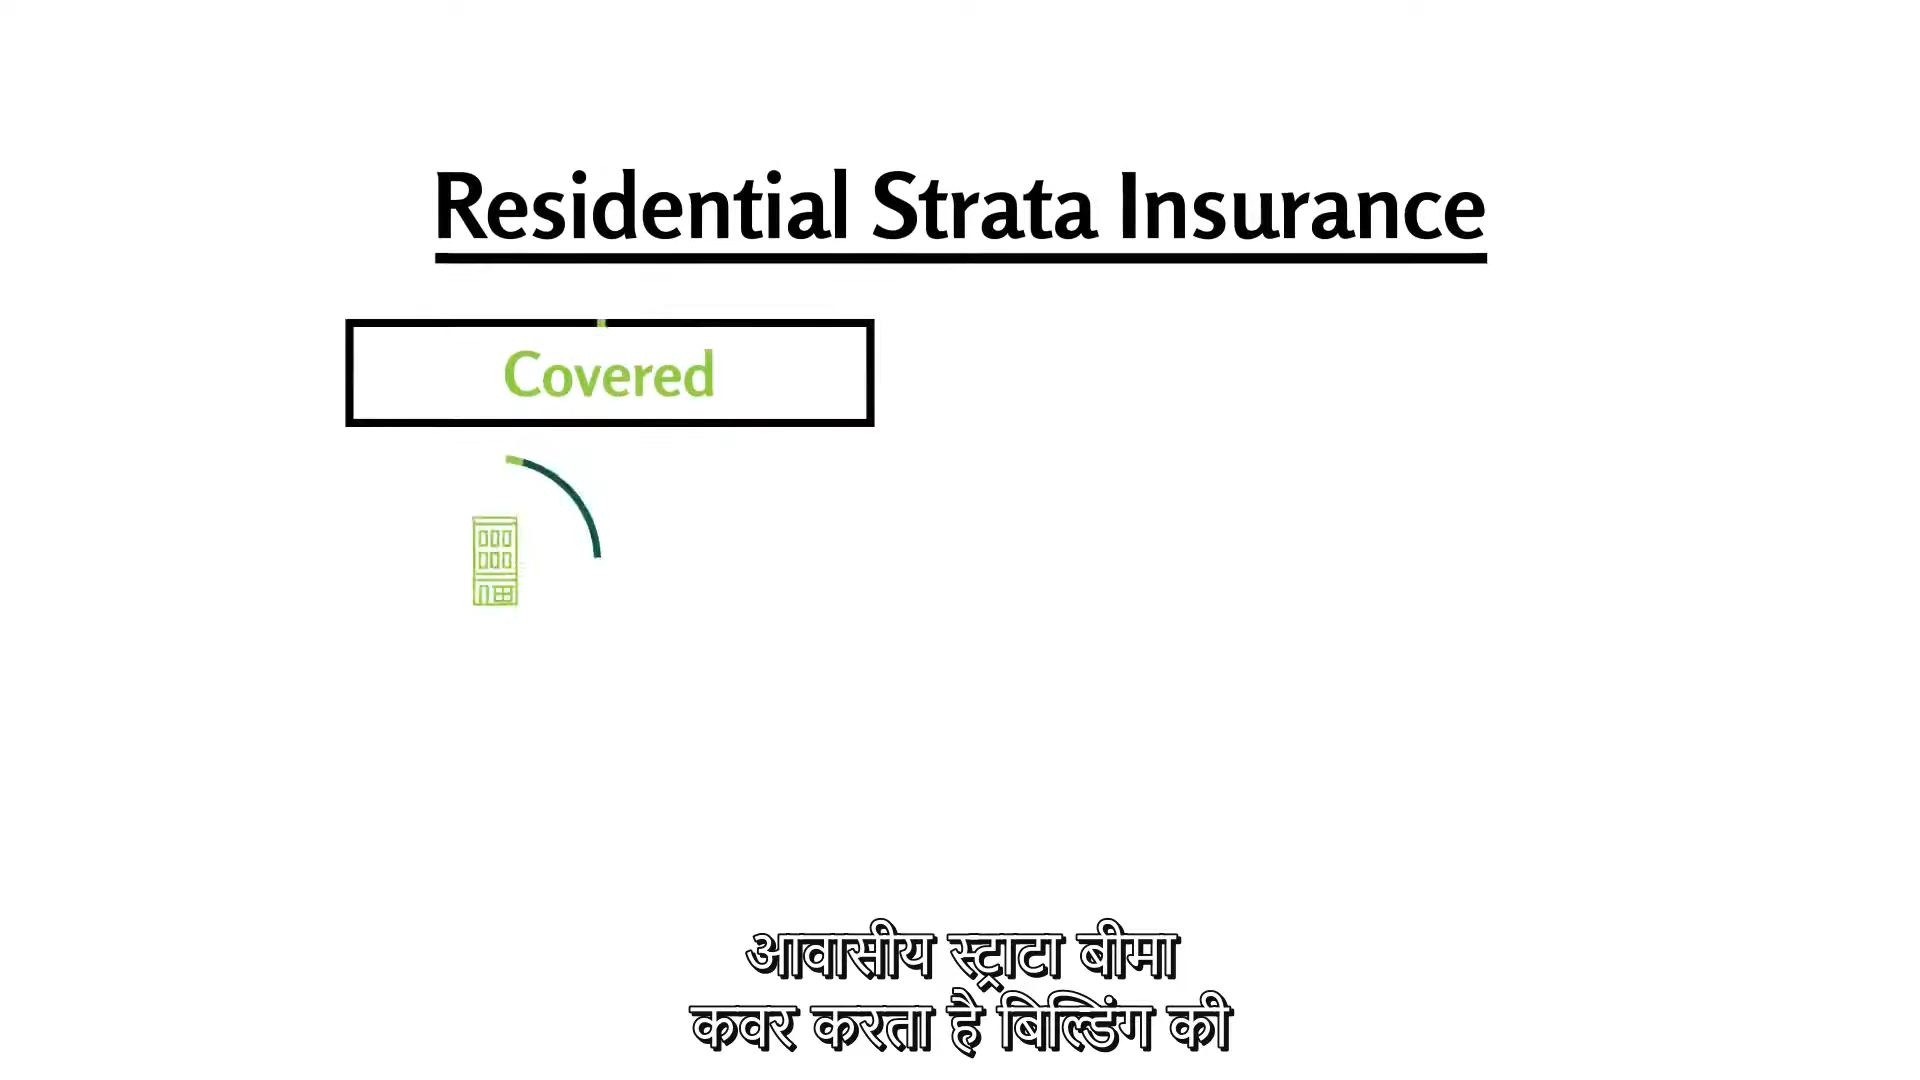 Residential Strata Insurance
Covered
आवासीय स्ट्राटा बीमा
कवर करता है बिल्डिंग की